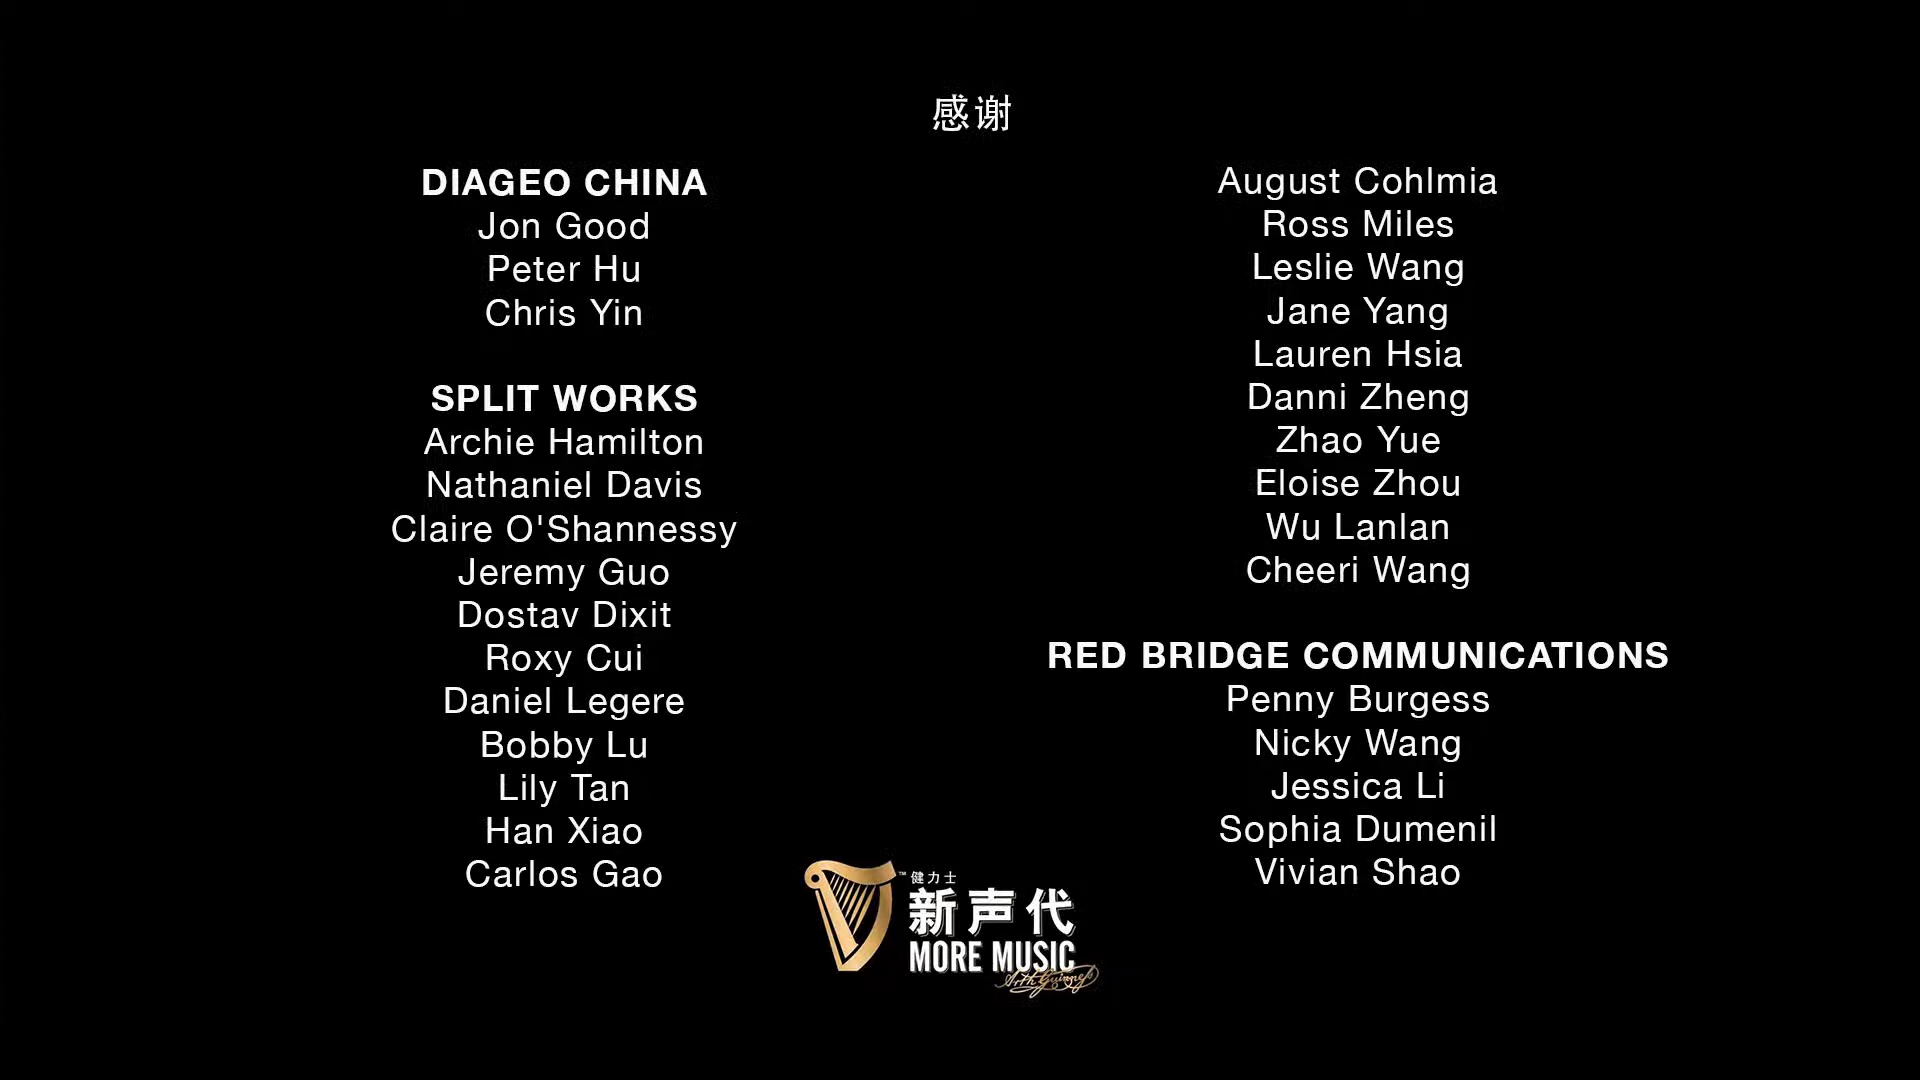 感谢
DIAGEO CHINA
Jon Good
Peter Hu
Chris Yin
SPLIT WORKS
Archie Hamilton
Nathaniel Davis
Claire O'Shannessy
Jeremy Guo
Dostav Dixit
Roxy Cui
Daniel Legere
Bobby Lu
Lily Tan
Han Xiao
Carlos Gao
August Cohlmia
Ross Miles
Leslie Wang
Jane Yang
Lauren Hsia
Danni Zheng
Zhao Yue
Eloise Zhou
Wu Lanlan
Cheeri Wang
RED BRIDGE COMMUNICATIONS
Penny Burgess
Nicky Wang
Jessica Li
Sophia Dumenil
Vivian Shao
™ 健力士
新声代
MORE MUSIC
Arth Guinness